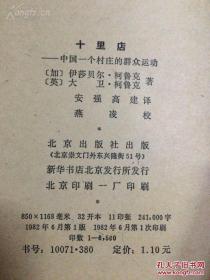 十里店
——中国一个村庄的群众运动
〔加〕伊莎贝尔·柯鲁克
〔英〕大卫·柯鲁克 著
安强 高建 译
燕凌 校
北京出版社出版
(北京崇文门外东兴隆街51号)
新华书店北京发行所发行
北京印刷一厂印刷
850×1168毫米 32开本 11印张 241,000字
1982年6月第1版 1982年6月第1次印刷
印数 1—6,500
书号:10071·380 定价:1.10元